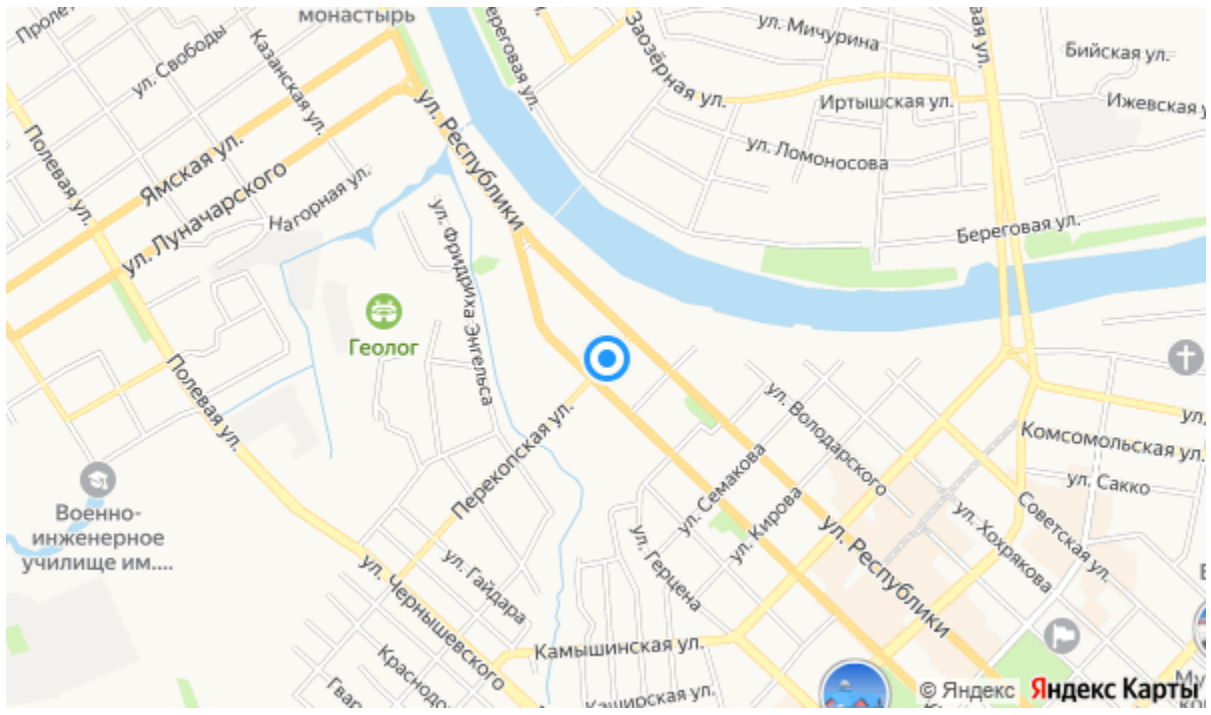 монастырь
ул. Свободы
Казанская ул.
Береговая ул.
Заозёрная ул.
ул. Мичурина
Бийская ул.
Иртышская ул.
Ижевская у
ул. Ломоносова
Полевая ул.
Ямская ул.
ул. Луначарского
Нагорная ул.
ул. Республики
Береговая ул.
ул. Фридриха Энгельса
Геолог
Полевая ул.
Перекопская ул.
ул. Володарского
ул.
Комсомольская ул.
ул. Сакко
Военно-
инженерное
училище им....
ул. Семакова
ул. Кирова
ул. Хохрякова
Советская ул.
ул. Республики
ул. Герцена
ул. Гайдара
ул. Чернышевского
Камышинская ул.
Каширская ул.
© Яндекс Яндекс Карты